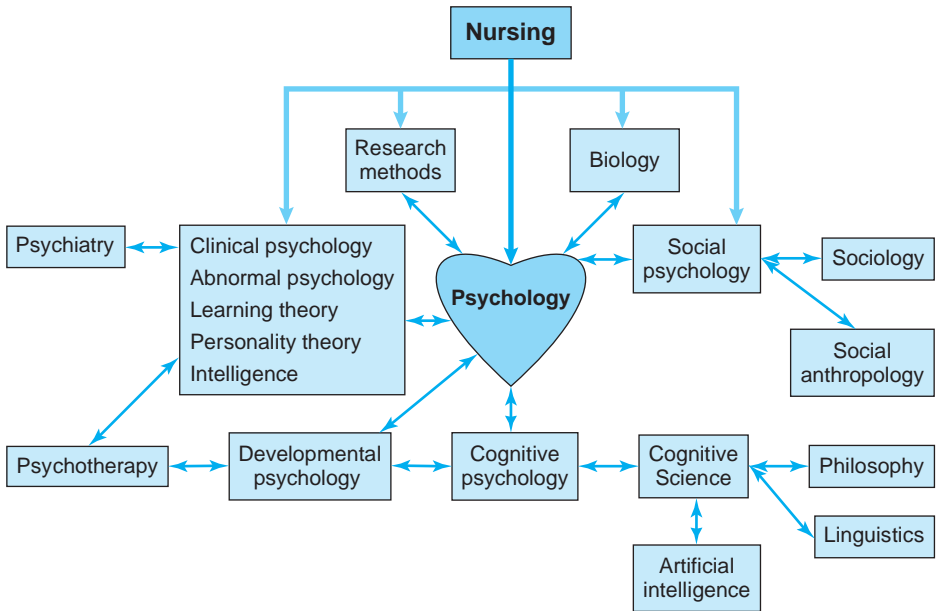 Nursing
Research
methods
Biology
Psychiatry
Clinical psychology
Abnormal psychology
Learning theory
Personality theory
Intelligence
Psychology
Social
psychology
Sociology
Social
anthropology
Psychotherapy
Developmental
psychology
Cognitive
psychology
Cognitive
Science
Philosophy
Linguistics
Artificial
intelligence